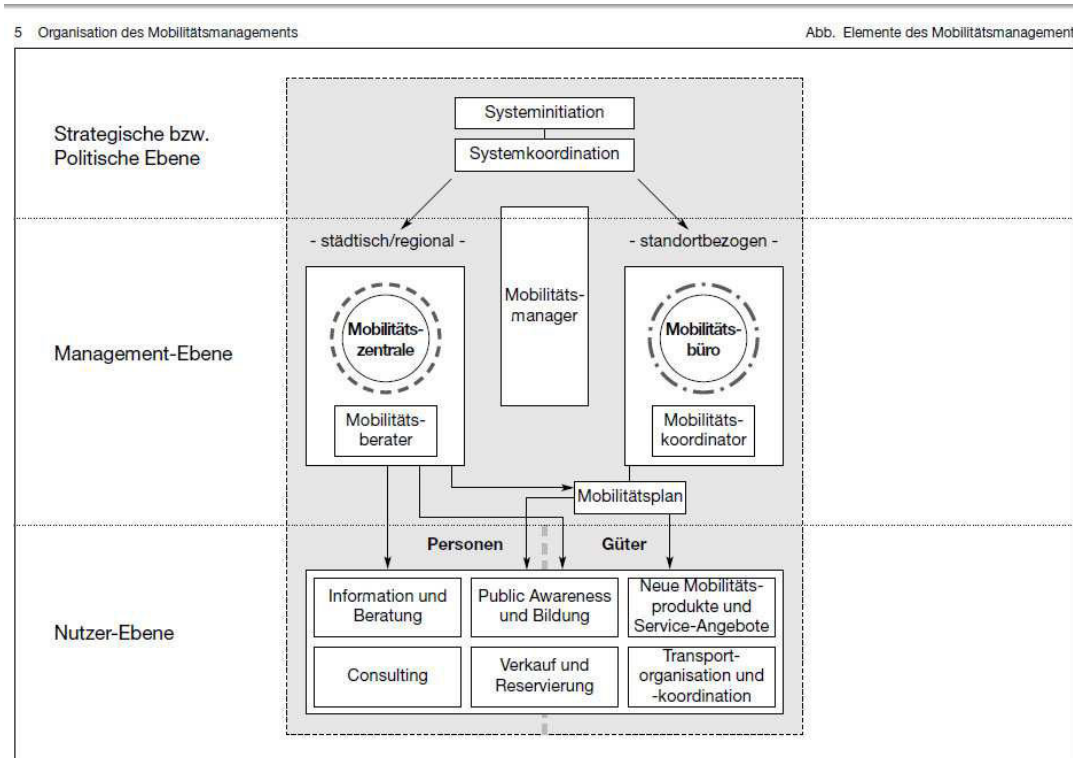 5 Organisation des Mobilitätsmanagements
Abb. Elemente des Mobilitätsmanagement
Strategische bzw.
Politische Ebene
Systeminitiation
Systemkoordination
- städtisch/regional -
- standortbezogen -
Management-Ebene
Mobilitäts-
zentrale
Mobilitäts-
berater
Mobilitäts-
manager
Mobilitäts-
büro
Mobilitäts-
koordinator
Mobilitätsplan
Personen
Güter
Nutzer-Ebene
Information und
Beratung
Public Awareness
und Bildung
Neue Mobilitäts-
produkte und
Service-Angebote
Consulting
Verkauf und
Reservierung
Transport-
organisation und
-koordination